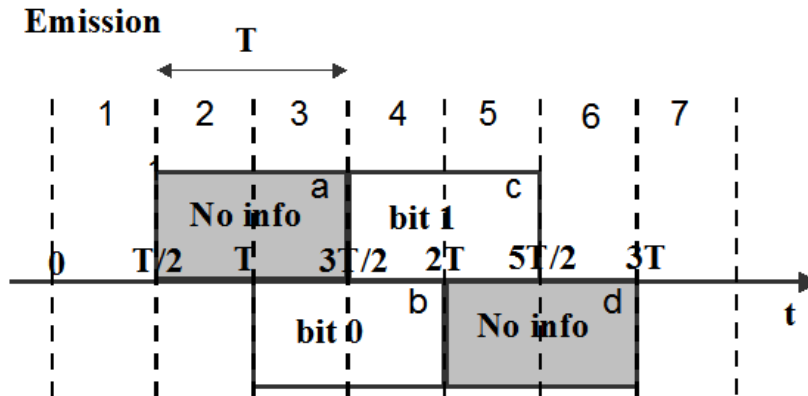 Emission
T
1 2 3 4 5 6 7
1
a c
No info bit 1
0 T/2 T 3T/2 2T 5T/2 3T
b d
bit 0 No info
t